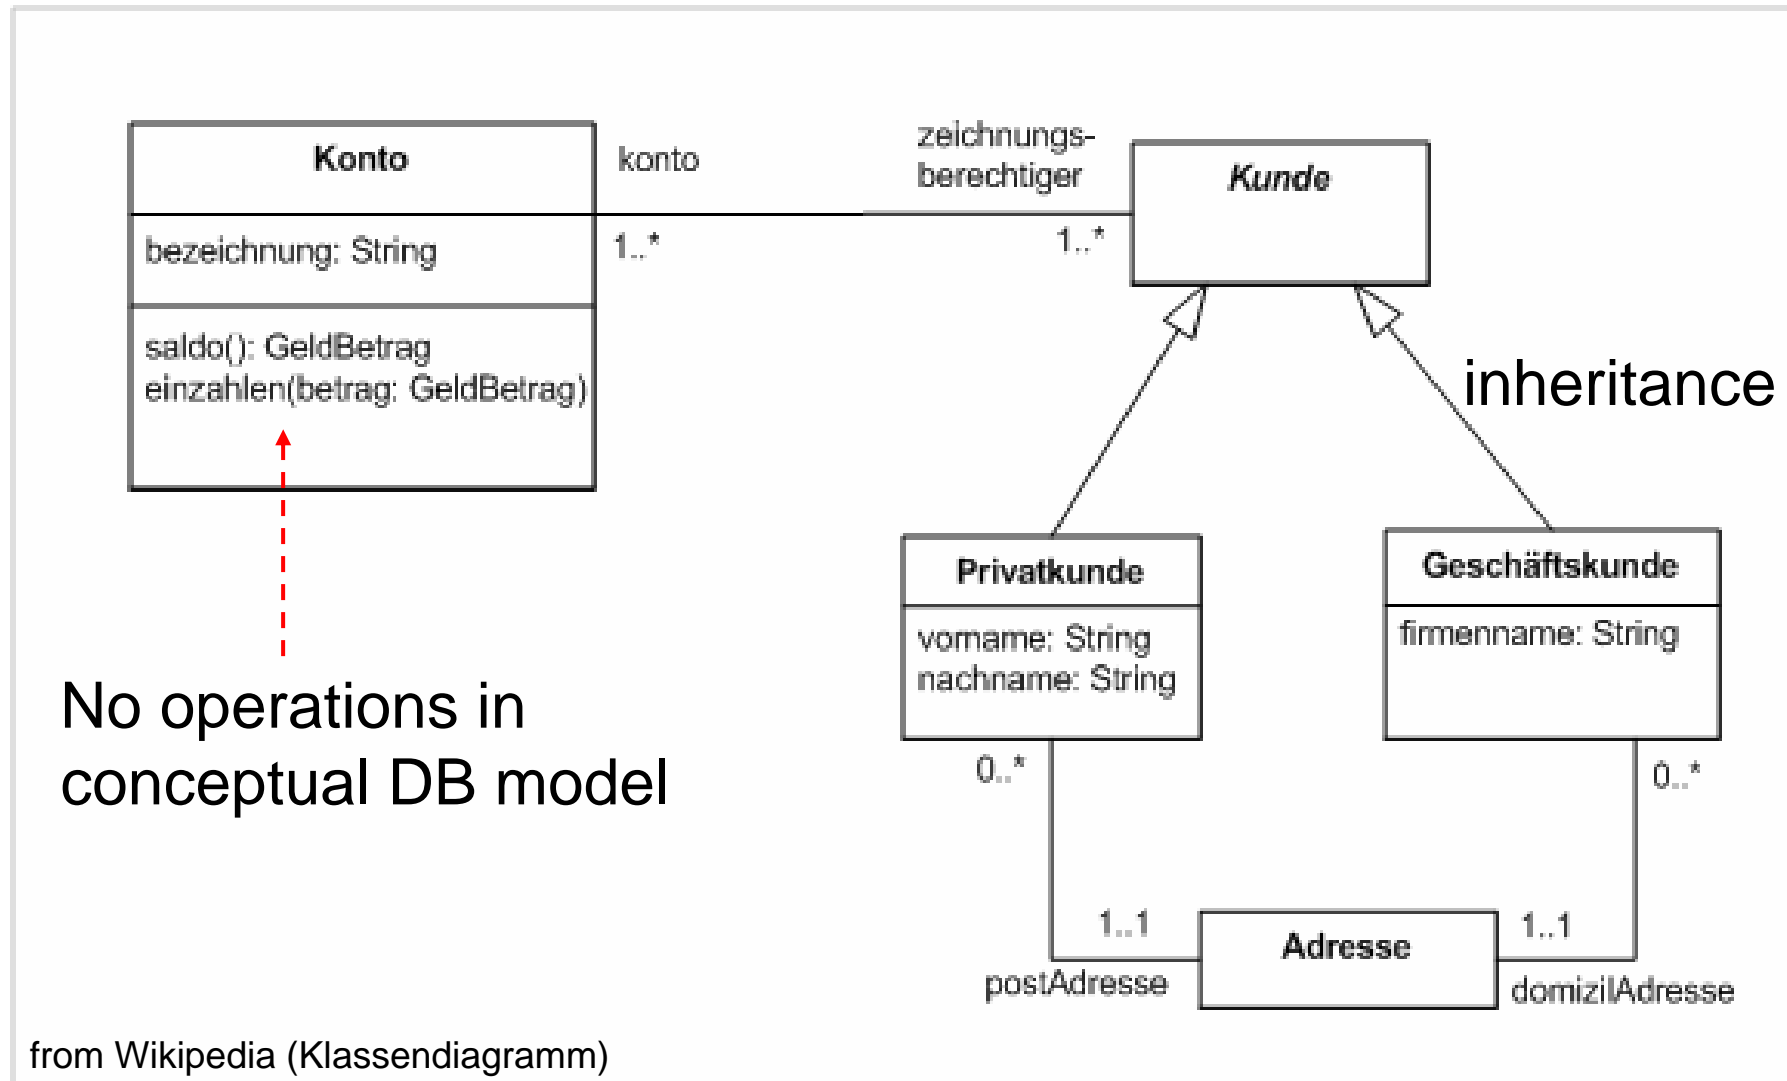 Konto
konto
zeichnungs-
berechtiger
Kunde
bezeichnung: String
1..*
1..*
saldo(): GeldBetrag
einzahlen(betrag: GeldBetrag)
inheritance
Privatkunde
Geschäftskunde
vorname: String
nachname: String
firmenname: String
No operations in
conceptual DB model
0..*
0..*
1..1
Adresse
1..1
postAdresse
domizilAdresse
from Wikipedia (Klassendiagramm)